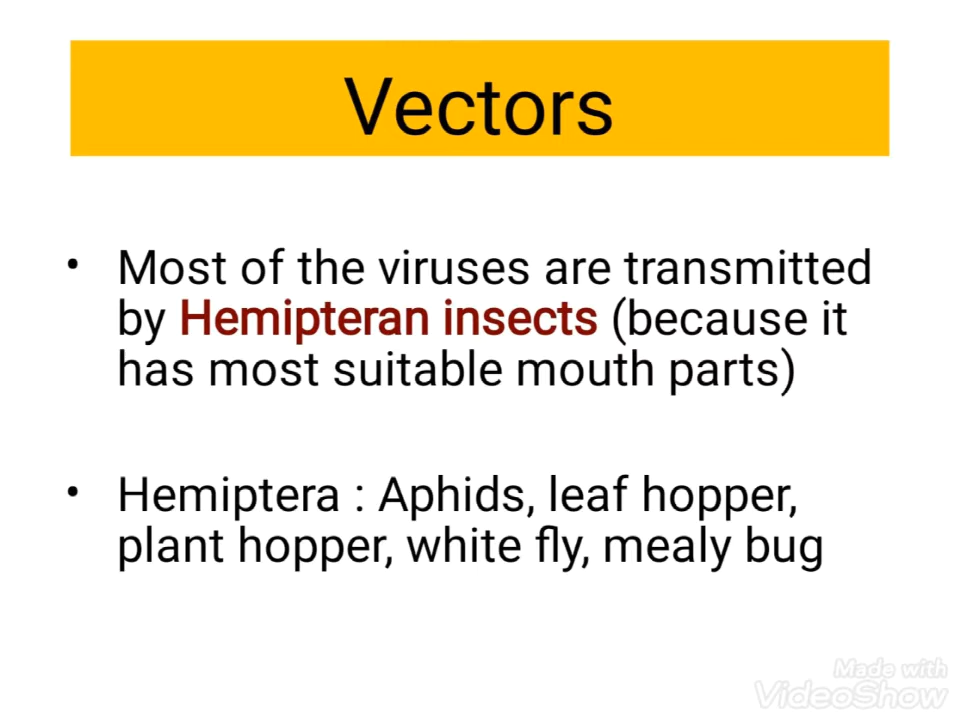 Vectors
• Most of the viruses are transmitted
by Hemipteran insects (because it
has most suitable mouth parts)
• Hemiptera : Aphids, leaf hopper,
plant hopper, white fly, mealy bug
Made with
VideoShow